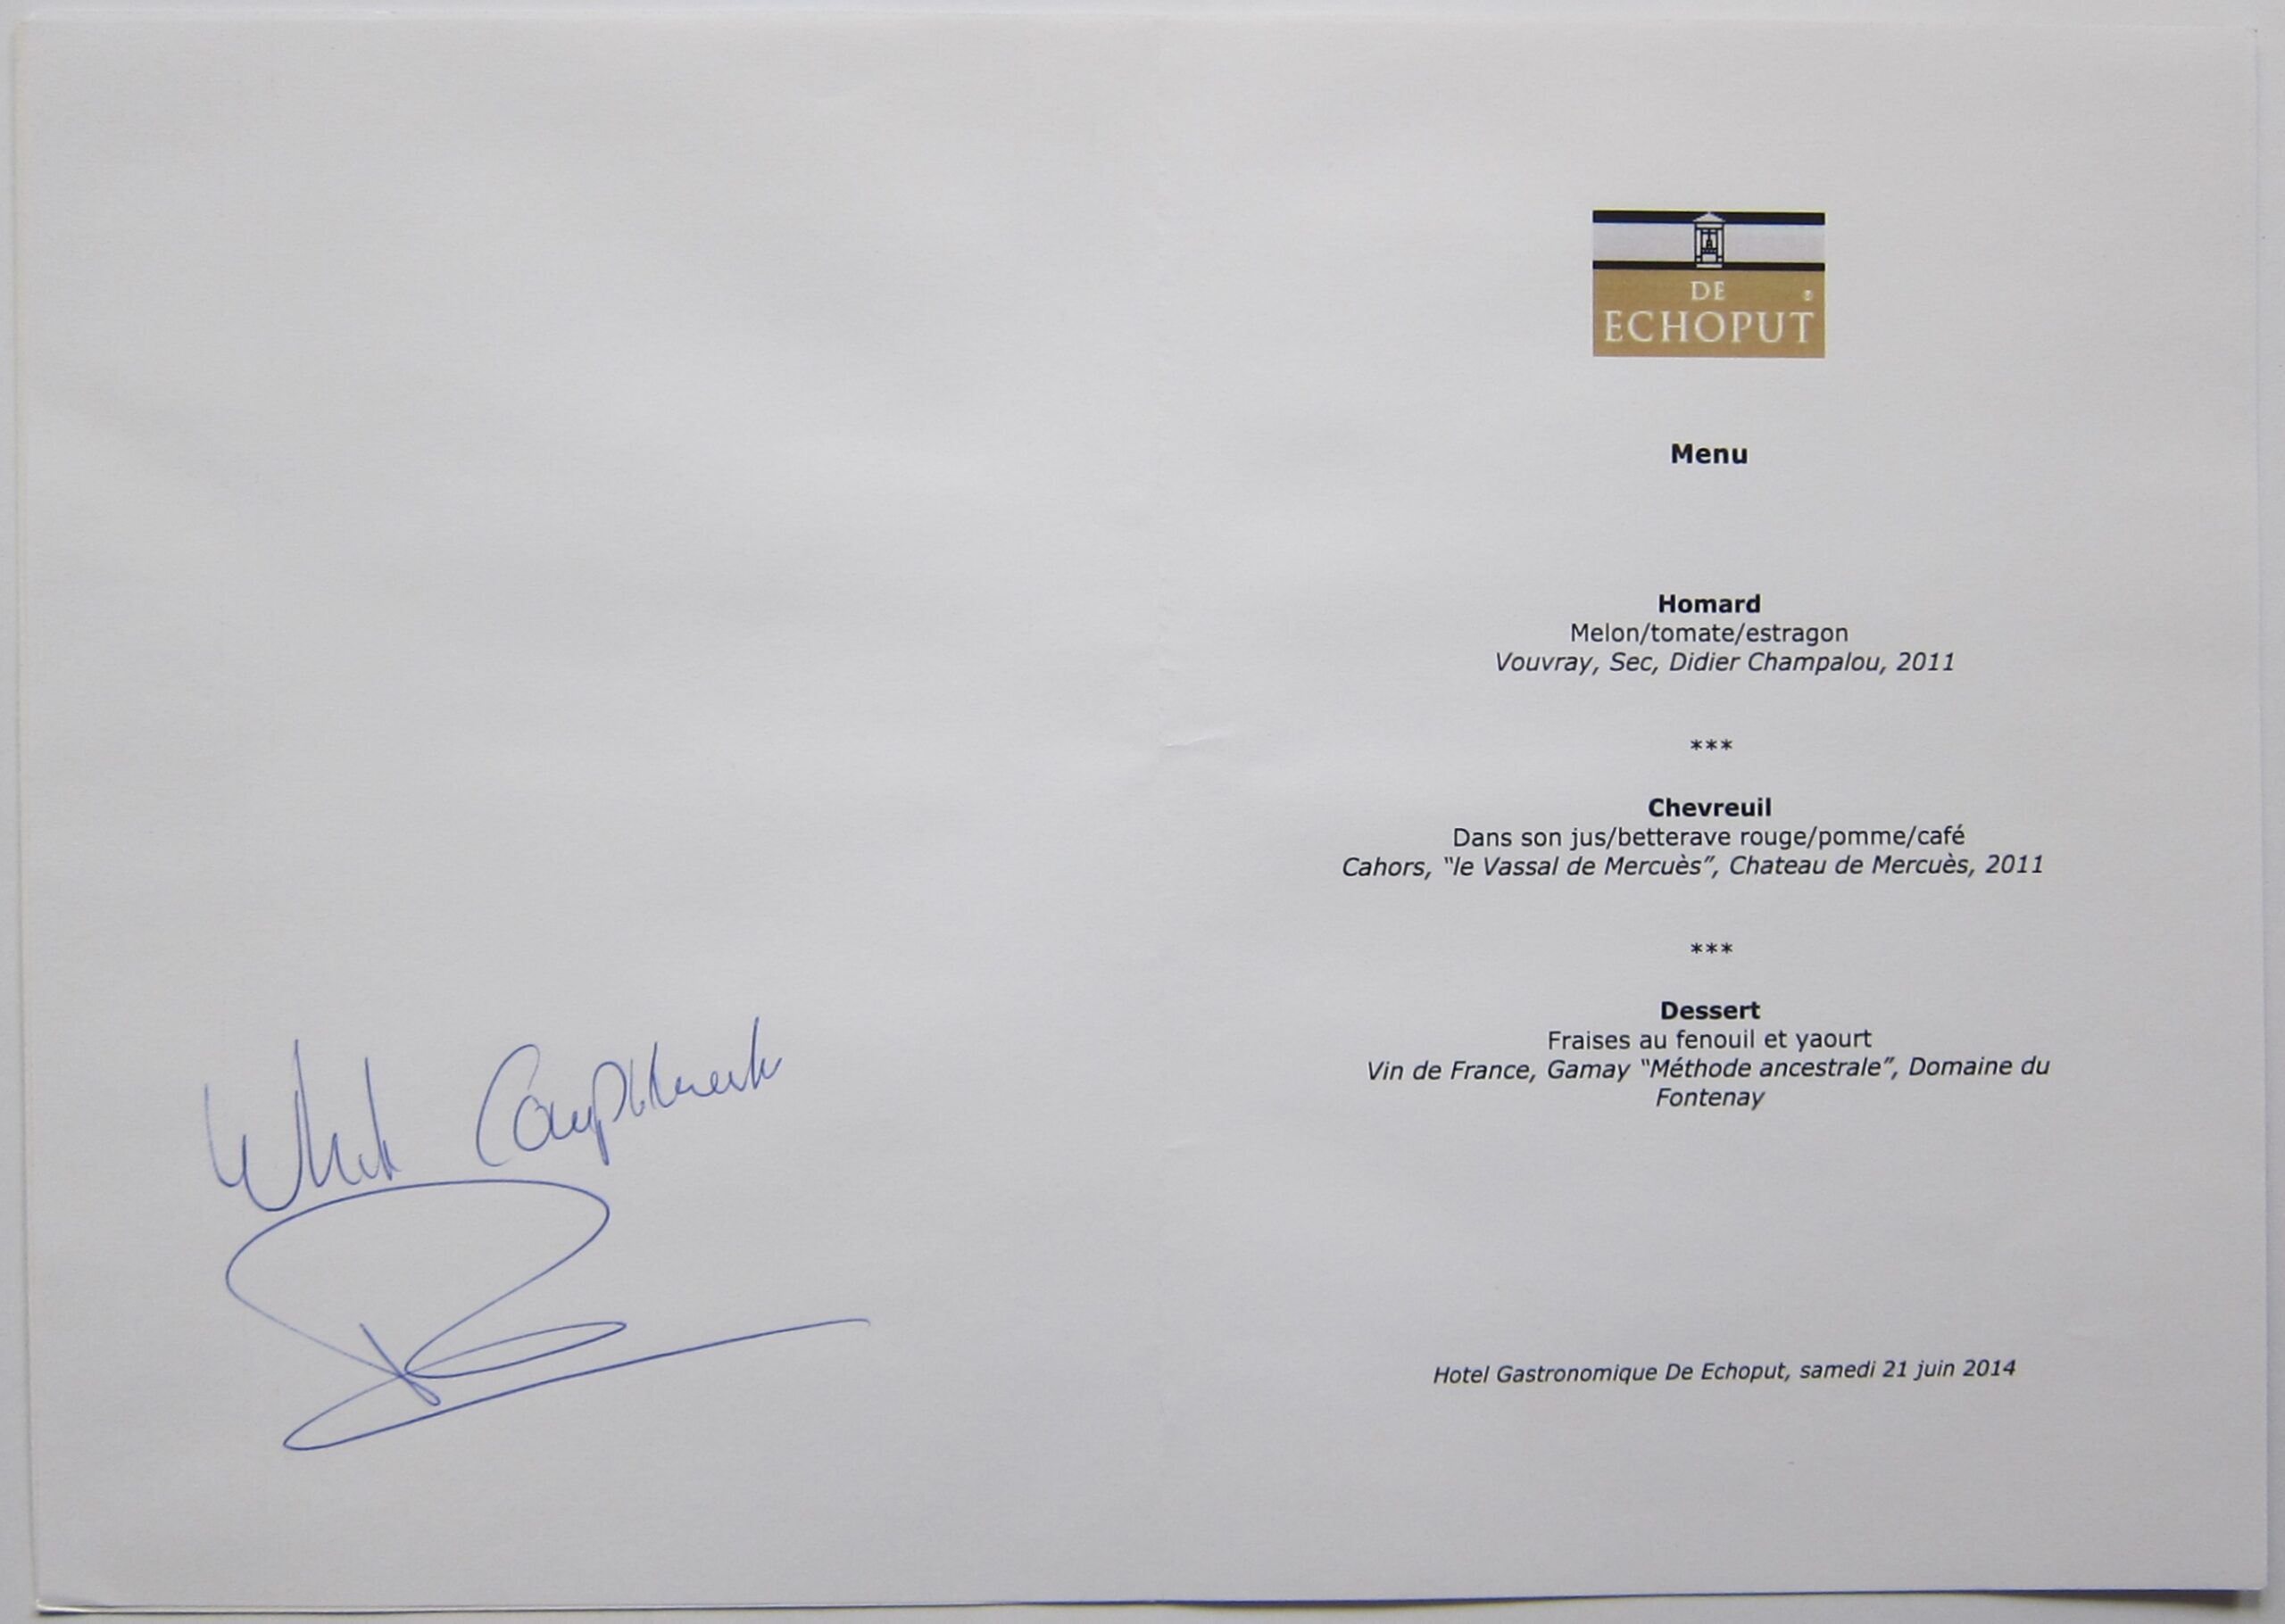 With Compliments
DE
ECHOPUT
Menu
Homard
Melon/tomate/estragon
Vouvray, Sec, Didier Champalou, 2011
***
Chevreuil
Dans son jus/betterave rouge/pomme/café
Cahors, “le Vassal de Mercuès”, Chateau de Mercuès, 2011
***
Dessert
Fraises au fenouil et yaourt
Vin de France, Gamay “Méthode ancestrale”, Domaine du
Fontenay
Hotel Gastronomique De Echoput, samedi 21 juin 2014